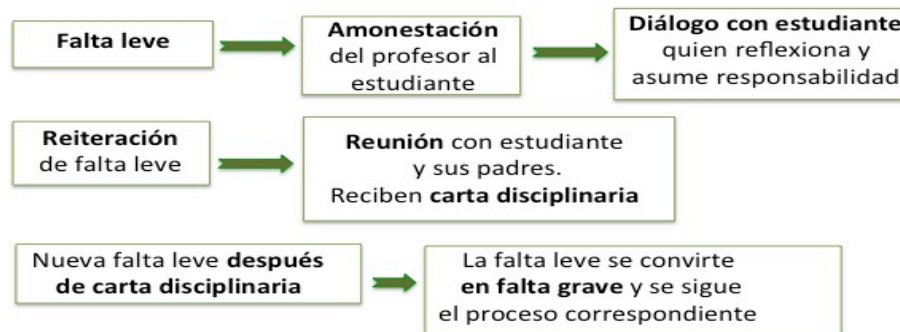 Falta leve
Amonestación
del profesor al
estudiante
Diálogo con estudiante
quien reflexiona y
asume responsabilidad
Reiteración
de falta leve
Reunión con estudiante
y sus padres.
Reciben carta disciplinaria
Nueva falta leve después
de carta disciplinaria
La falta leve se convirte
en falta grave y se sigue
el proceso correspondiente